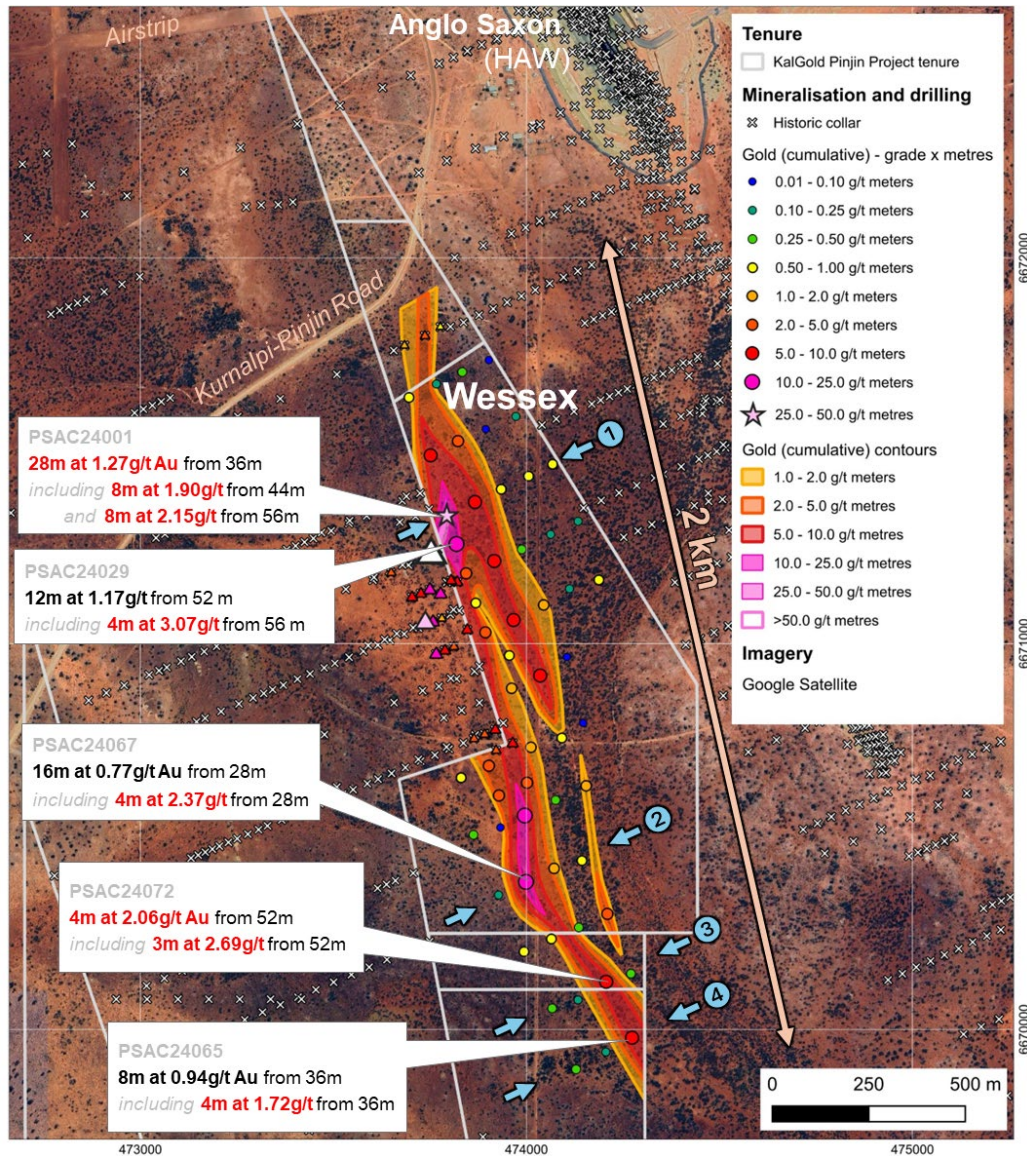 Airstrip
Anglo Saxon
(HAW)
Kurnalpi-Pinjin Road
Wessex
1
2 km
2
3
4
PSAC24001
28m at 1.27g/t Au from 36m
including 8m at 1.90g/t from 44m
and 8m at 2.15g/t from 56m
PSAC24029
12m at 1.17g/t from 52 m
including 4m at 3.07g/t from 56 m
PSAC24067
16m at 0.77g/t Au from 28m
including 4m at 2.37g/t from 28m
PSAC24072
4m at 2.06g/t Au from 52m
including 3m at 2.69g/t from 52m
PSAC24065
8m at 0.94g/t Au from 36m
including 4m at 1.72g/t from 36m
Tenure
KalGold Pinjin Project tenure
Mineralisation and drilling
Historic collar
Gold (cumulative) - grade x metres
0.01 - 0.10 g/t meters
0.10 - 0.25 g/t meters
0.25 - 0.50 g/t meters
0.50 - 1.00 g/t meters
1.0 - 2.0 g/t meters
2.0 - 5.0 g/t meters
5.0 - 10.0 g/t meters
10.0 - 25.0 g/t meters
25.0 - 50.0 g/t metres
Gold (cumulative) contours
1.0 - 2.0 g/t meters
2.0 - 5.0 g/t meters
5.0 - 10.0 g/t meters
10.0 - 25.0 g/t metres
25.0 - 50.0 g/t metres
>50.0 g/t metres
Imagery
Google Satellite
6672000
6671000
6670000
0 250 500 m
473000 474000 475000